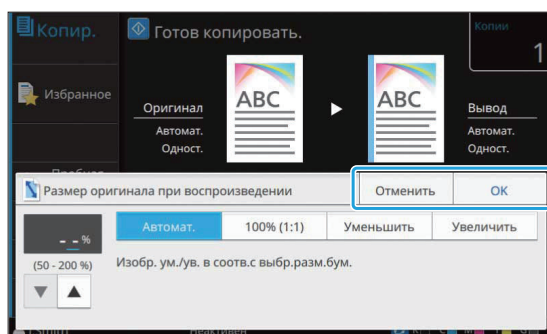 Копир.
Готов копировать.
Копии
1
Избранное
Оригинал
Автомат.
Одност.
ABC
ABC
Вывод
Автомат.
Одност.
Размер оригинала при воспроизведении
Отменить
OK
- - %
(50 - 200 %)
Автомат.
100% (1:1)
Уменьшить
Увеличить
Изобр. ум./ув. в соотв.с выбр.разм.бум.